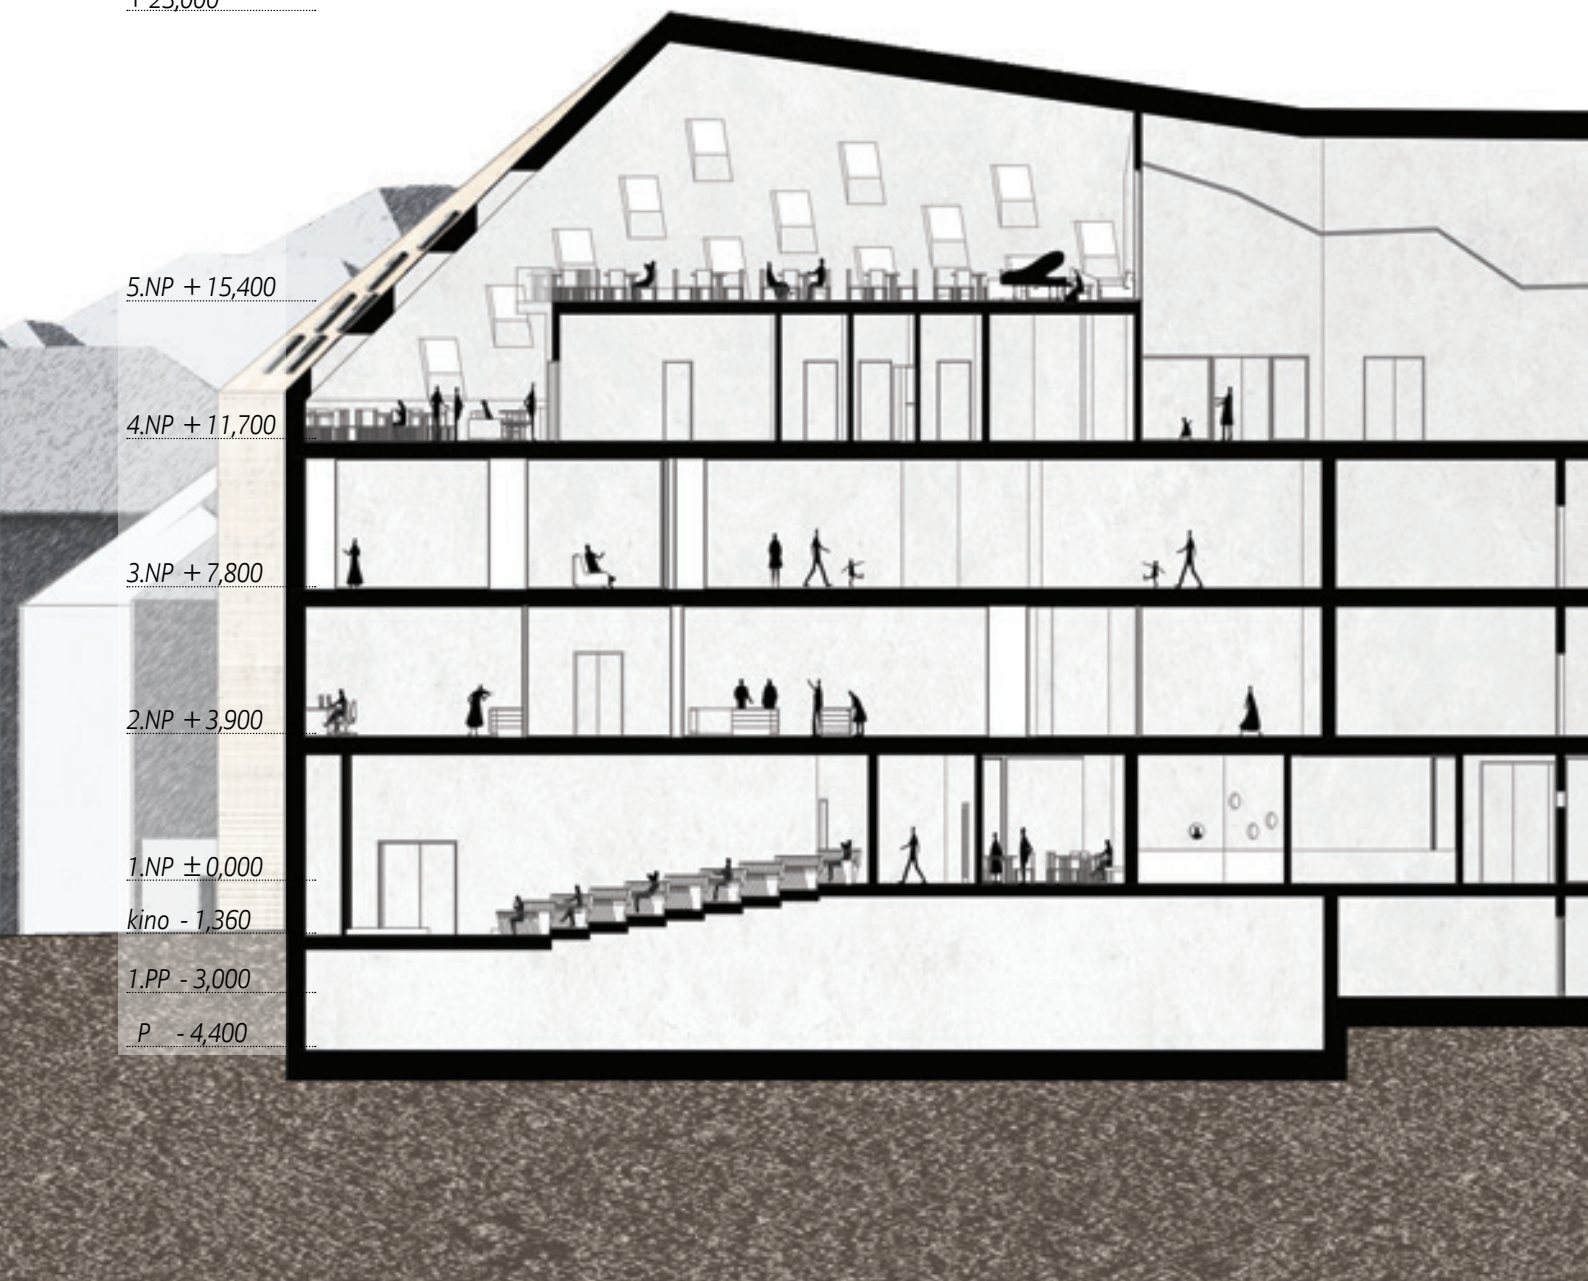 + 23,000
5.NP + 15,400
4.NP + 11,700
3.NP + 7,800
2.NP + 3,900
1.NP ± 0,000
kino - 1,360
1.PP - 3,000
P - 4,400